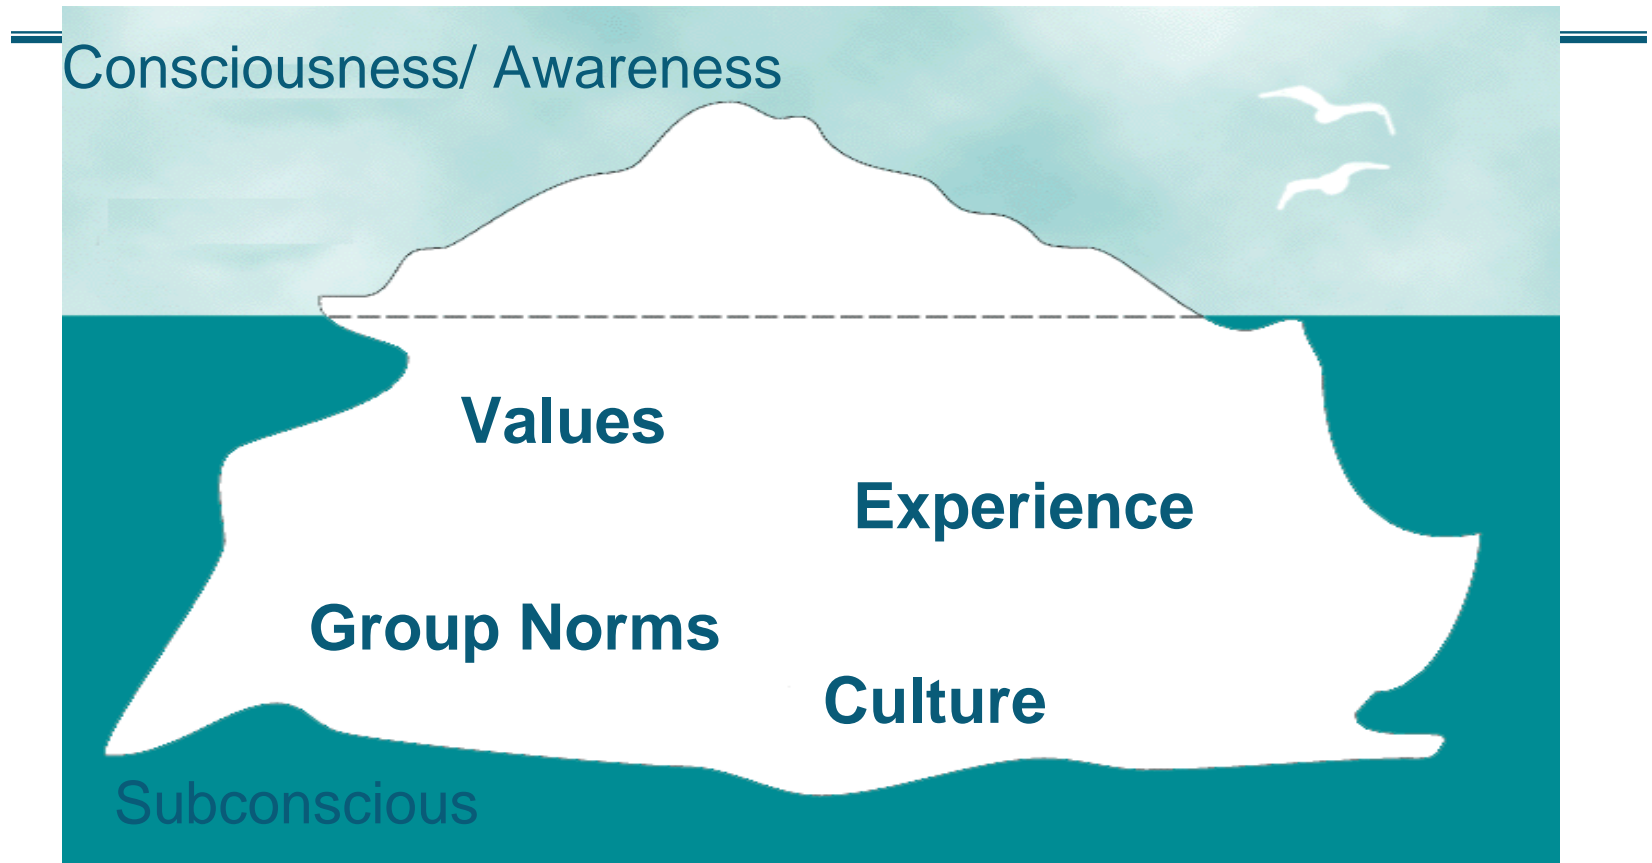 Consciousness/ Awareness
Values
Experience
Group Norms
Culture
Subconscious